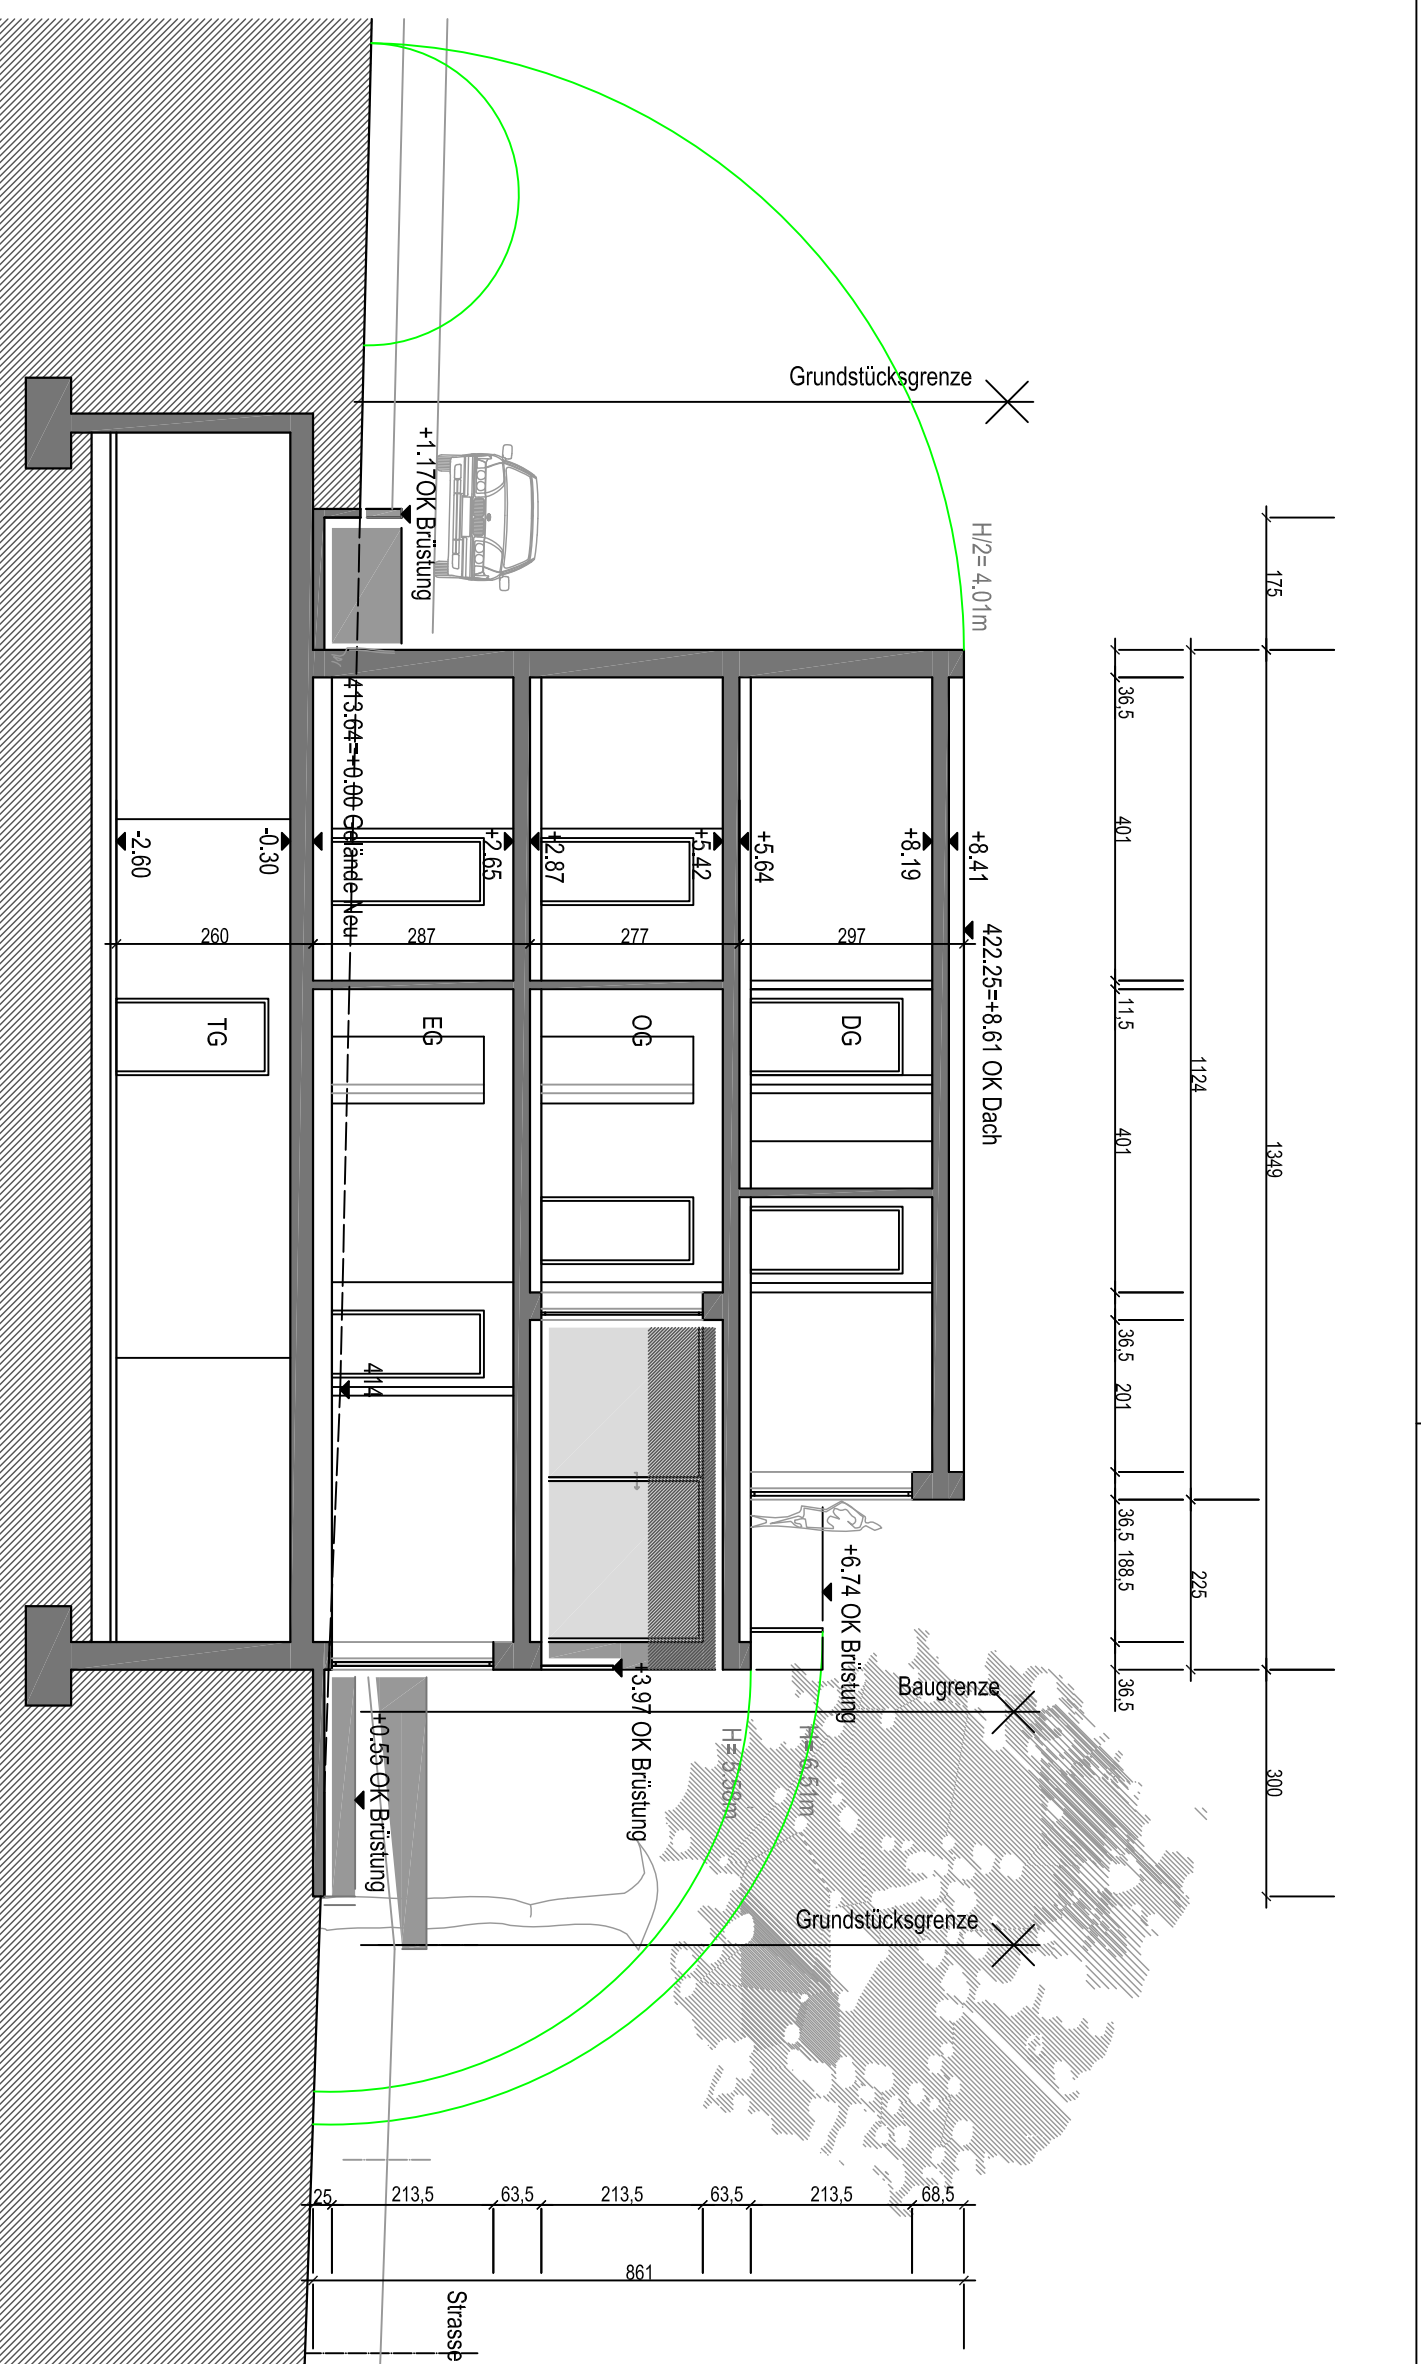 Grundstücksgrenze
+1.17OK Brüstung
H/2= 4.01m
175
36,5
401
11,5
401
36,5
201
36,5
188,5
36,5
1124
225
1349
300
413.64=+0.00 Gelände Neu
-2.60
-0.30
+2.65
+2.87
+5.42
+5.64
+8.19
+8.41
422.25=+8.61 OK Dach
260
287
277
297
TG
EG
OG
DG
414
+6.74 OK Brüstung
+3.97 OK Brüstung
+0.55 OK Brüstung
Baugrenze
H= 6.51m
Grundstücksgrenze
25
213,5
63,5
213,5
63,5
213,5
68,5
861
Strasse